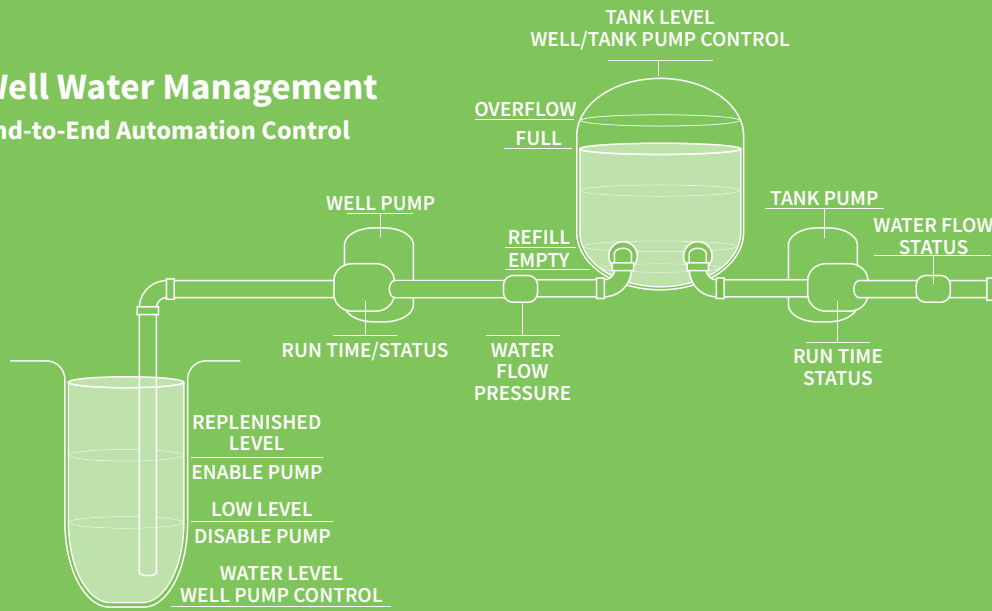 Well Water Management
nd-to-End Automation Control
TANK LEVEL
WELL/TANK PUMP CONTROL
OVERFLOW
FULL
WELL PUMP
REFILL
EMPTY
TANK PUMP
WATER FLOW
STATUS
RUN TIME/STATUS
WATER
FLOW
PRESSURE
RUN TIME
STATUS
REPLENISHED
LEVEL
ENABLE PUMP
LOW LEVEL
DISABLE PUMP
WATER LEVEL
WELL PUMP CONTROL